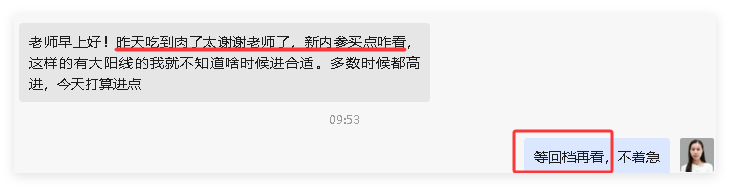 老师早上好！昨天吃到肉了太谢谢老师了，新内参买点咋看，
这样的有大阳线的我就不知道啥时候进合适。多数时候都高
进，今天打算进点
09:53
等回档再看，不着急